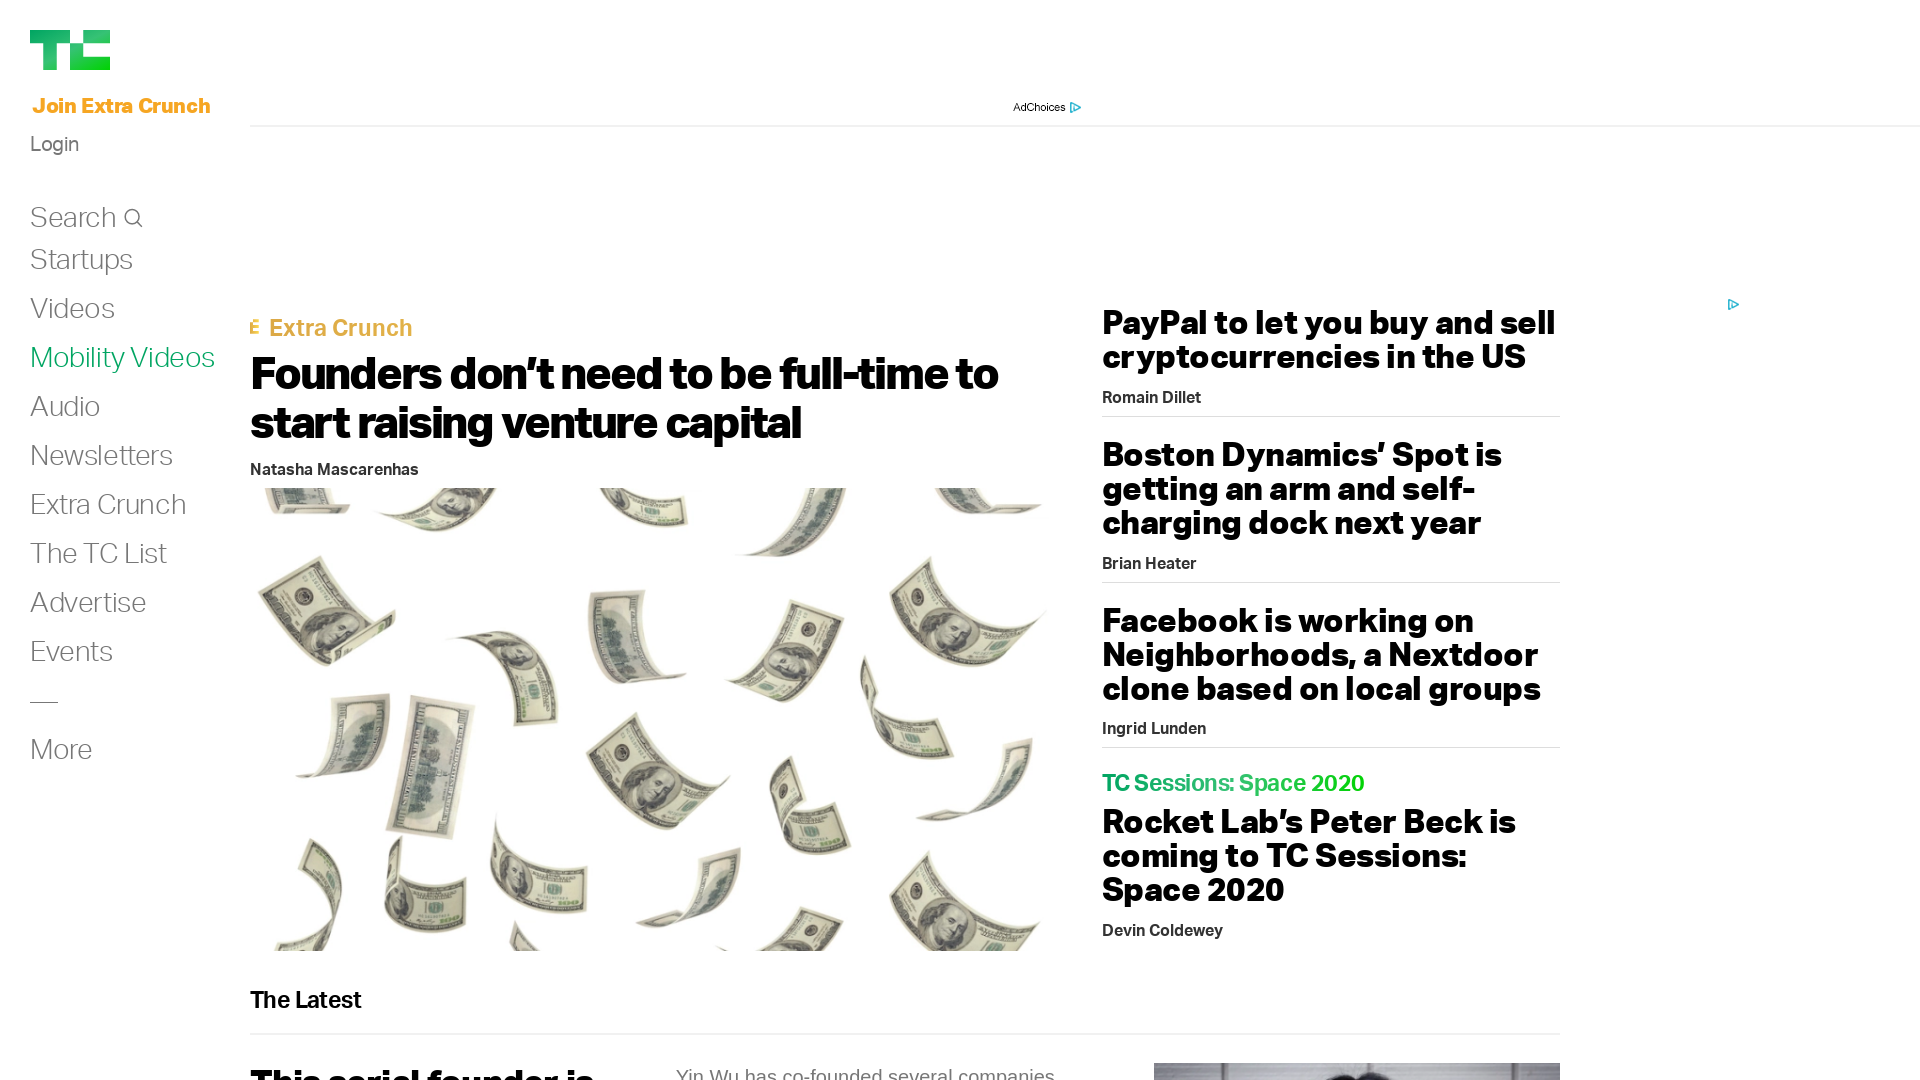 TC
Join Extra Crunch
Login
Search
Startups
Videos
Mobility Videos
Audio
Newsletters
Extra Crunch
The TC List
Advertise
Events
More
AdChoices
Extra Crunch
Founders don’t need to be full-time to
start raising venture capital
Natasha Mascarenhas
PayPal to let you buy and sell
cryptocurrencies in the US
Romain Dillet
Boston Dynamics’ Spot is
getting an arm and self-
charging dock next year
Brian Heater
Facebook is working on
Neighborhoods, a Nextdoor
clone based on local groups
Ingrid Lunden
TC Sessions: Space 2020
Rocket Lab’s Peter Beck is
coming to TC Sessions:
Space 2020
Devin Coldewey
The Latest
This serial founder is
Yin Wu has co-founded several companies